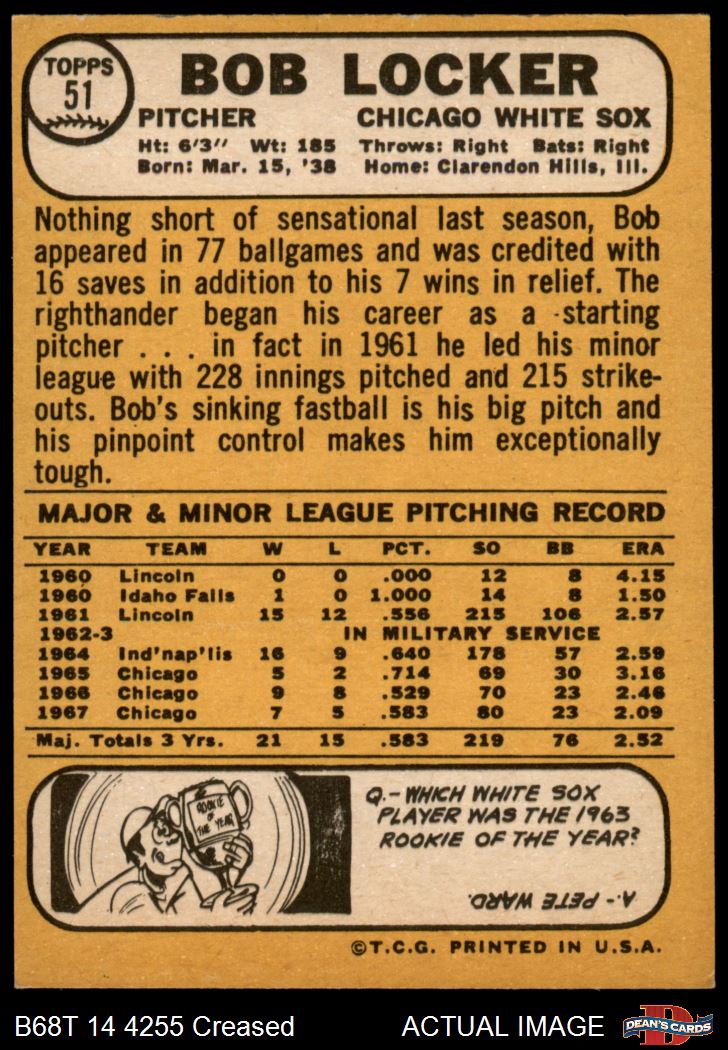 TOPPS
51
BOB LOCKER
PITCHER CHICAGO WHITE SOX
Ht: 6'3" Wt: 185 Throws: Right Bats: Right
Born: Mar. 15, '38 Home: Clarendon Hills, Ill.
Nothing short of sensational last season, Bob
appeared in 77 ballgames and was credited with
16 saves in addition to his 7 wins in relief. The
righthander began his career as a starting
pitcher . . . in fact in 1961 he led his minor
league with 228 innings pitched and 215 strike-
outs. Bob's sinking fastball is his big pitch and
his pinpoint control makes him exceptionally
tough.
MAJOR & MINOR LEAGUE PITCHING RECORD
YEAR TEAM W L PCT. SO BB ERA
1960 Lincoln 0 0 .000 12 8 4.15
1960 Idaho Falls 1 0 1.000 14 8 1.50
1961 Lincoln 15 12 .556 215 106 2.57
1962-3 IN MILITARY SERVICE
1964 Ind'nap'lis 16 9 .640 178 57 2.59
1965 Chicago 5 2 .714 69 30 3.16
1966 Chicago 9 8 .529 70 23 2.46
1967 Chicago 7 5 .583 80 23 2.09
Maj. Totals 3 Yrs. 21 15 .583 219 76 2.52
ROOKIE
OF
THE YEAR
Q.-WHICH WHITE SOX
PLAYER WAS THE 1963
ROOKIE OF THE YEAR?
A.- PETE WARD.
©T.C.G. PRINTED IN U.S.A.
B68T 14 4255 Creased ACTUAL IMAGE
D
DEAN'S CARDS